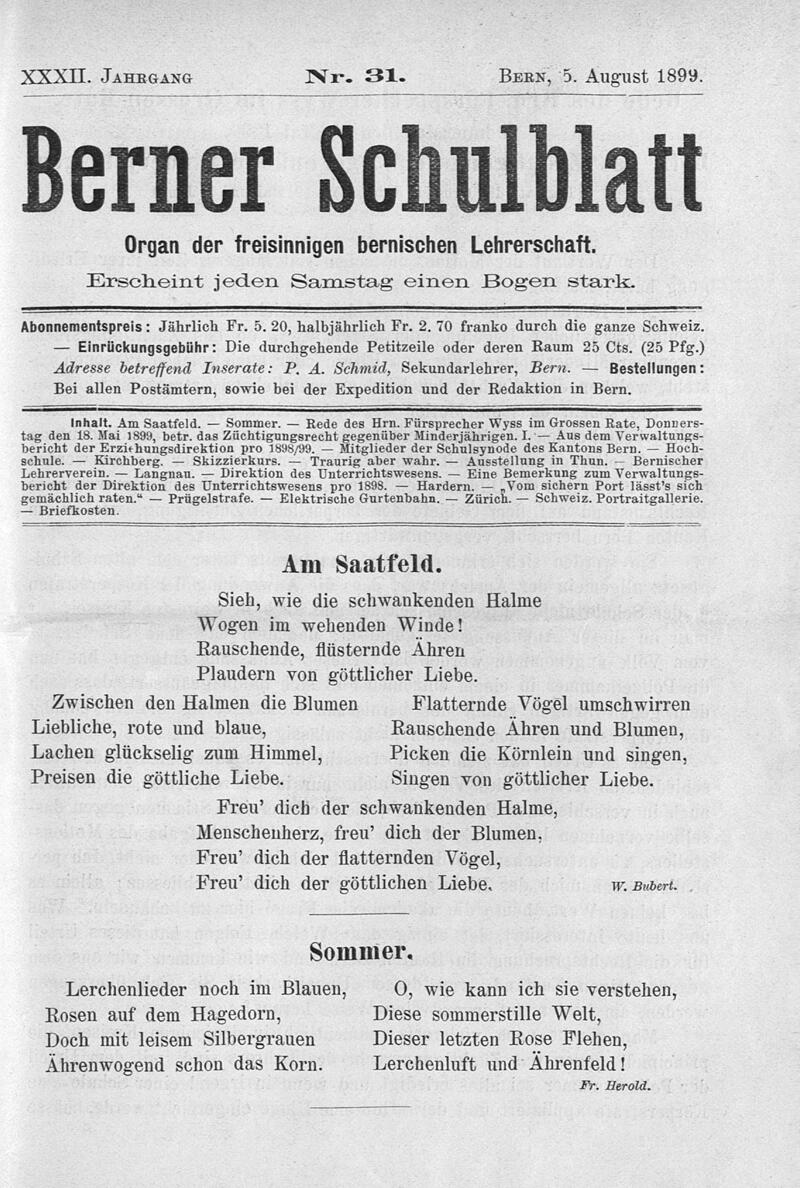 XXXII. JAHRGANG Nr. 31. BERN, 5. August 1899.
Berner Schulblatt
Organ der freisinnigen bernischen Lehrerschaft.
Erscheint jeden Samstag einen Bogen stark.
Abonnementspreis: Jährlich Fr. 5. 20, halbjährlich Fr. 2. 70 franko durch die ganze Schweiz.
— Einrückungsgebühr: Die durchgehende Petitzeile oder deren Raum 25 Cts. (25 Pfg.)
Adresse betreffend Inserate: P. A. Schmid, Sekundarlehrer, Bern. — Bestellungen:
Bei allen Postämtern, sowie bei der Expedition und der Redaktion in Bern.
Inhalt. Am Saatfeld. — Sommer. — Rede des Hrn. Fürsprecher Wyss im Grossen Rate, Donners-
tag den 18. Mai 1899, betr. das Züchtigungsrecht gegenüber Minderjährigen. I. — Aus dem Verwaltungs-
bericht der Erziehungsdirektion pro 1898/99. — Mitglieder der Schulsynode des Kantons Bern. — Hoch-
schule. — Kirchberg. — Skizzierkurs. — Traurig aber wahr. — Ausstellung in Thun. — Bernischer
Lehrerverein. — Langnau. — Direktion des Unterrichtswesens. — Eine Bemerkung zum Verwaltungs-
bericht der Direktion des Unterrichtswesens pro 1898. — Hardern. — „Vom sichern Port lässt's sich
gemächlich raten.“ — Prügelstrafe. — Elektrische Gurtenbahn. — Zürich. — Schweiz. Portraitgallerie.
— Briefkosten.
Am Saatfeld.
Sieh, wie die schwankenden Halme
Wogen im wehenden Winde!
Rauschende, flüsternde Ähren
Plaudern von göttlicher Liebe.
Zwischen den Halmen die Blumen
Liebliche, rote und blaue,
Lachen glückselig zum Himmel,
Preisen die göttliche Liebe.
Flatternde Vögel umschwirren
Rauschende Ähren und Blumen,
Picken die Körnlein und singen,
Singen von göttlicher Liebe.
Freu' dich der schwankenden Halme,
Menschenherz, freu' dich der Blumen,
Freu' dich der flatternden Vögel,
Freu' dich der göttlichen Liebe.
W. Bubert.
Sommer.
Lerchenlieder noch im Blauen,
Rosen auf dem Hagedorn,
Doch mit leisem Silbergrauen
Ährenwogend schon das Korn.
O, wie kann ich sie verstehen,
Diese sommerstille Welt,
Dieser letzten Rose Flehen,
Lerchenluft und Ährenfeld!
Fr. Herold.